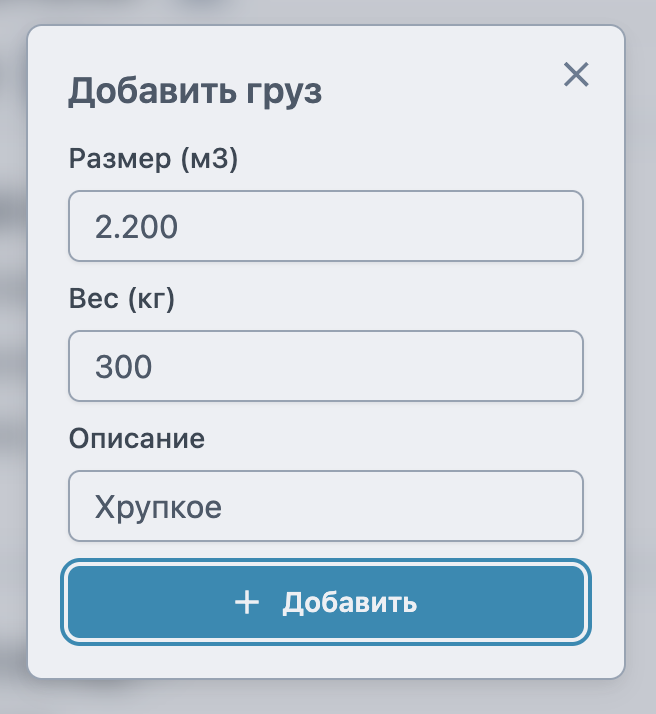 Добавить груз
Размер (м3)
2.200
Вес (кг)
300
Описание
Хрупкое
+ Добавить